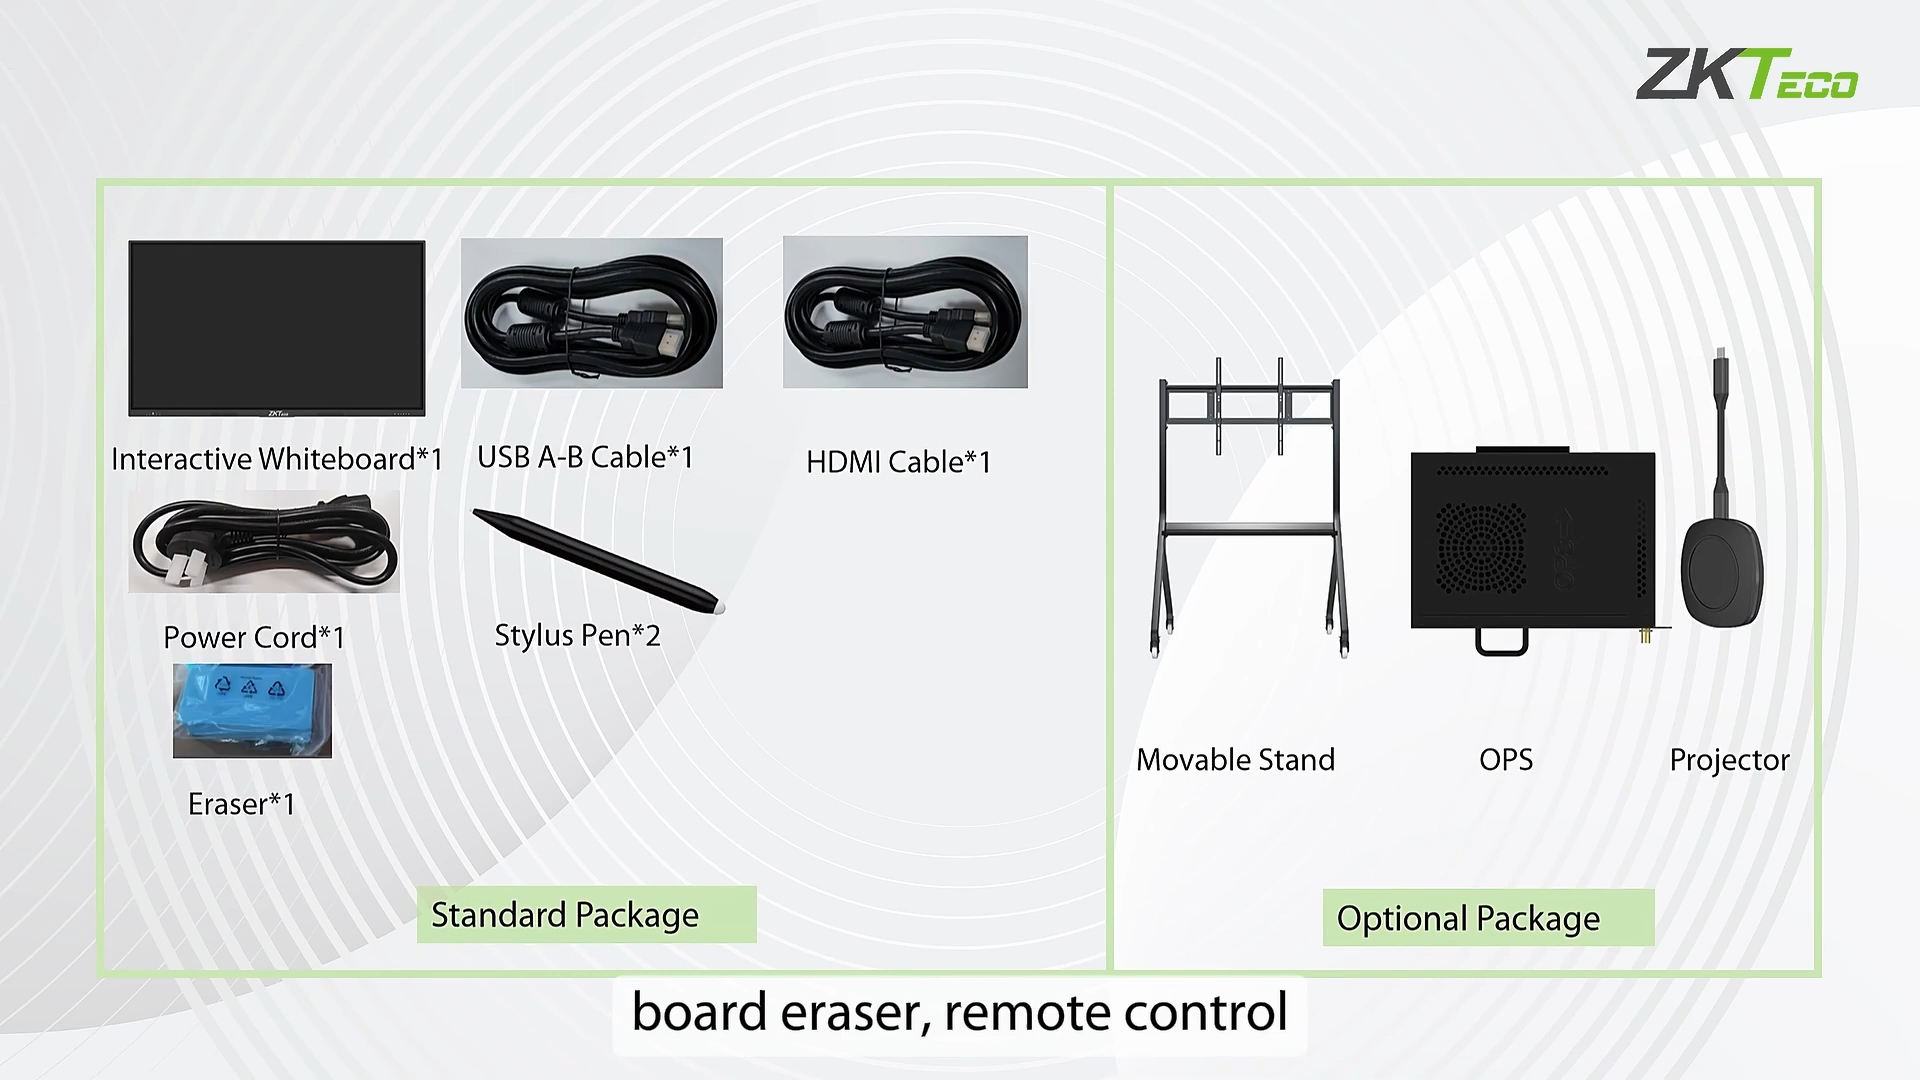 ZKTECO
Interactive Whiteboard*1
USB A-B Cable*1
HDMI Cable*1
ZKTECO
Power Cord*1
Stylus Pen*2
Eraser*1
Movable Stand
OPS
Projector
Standard Package
Optional Package
board eraser, remote control